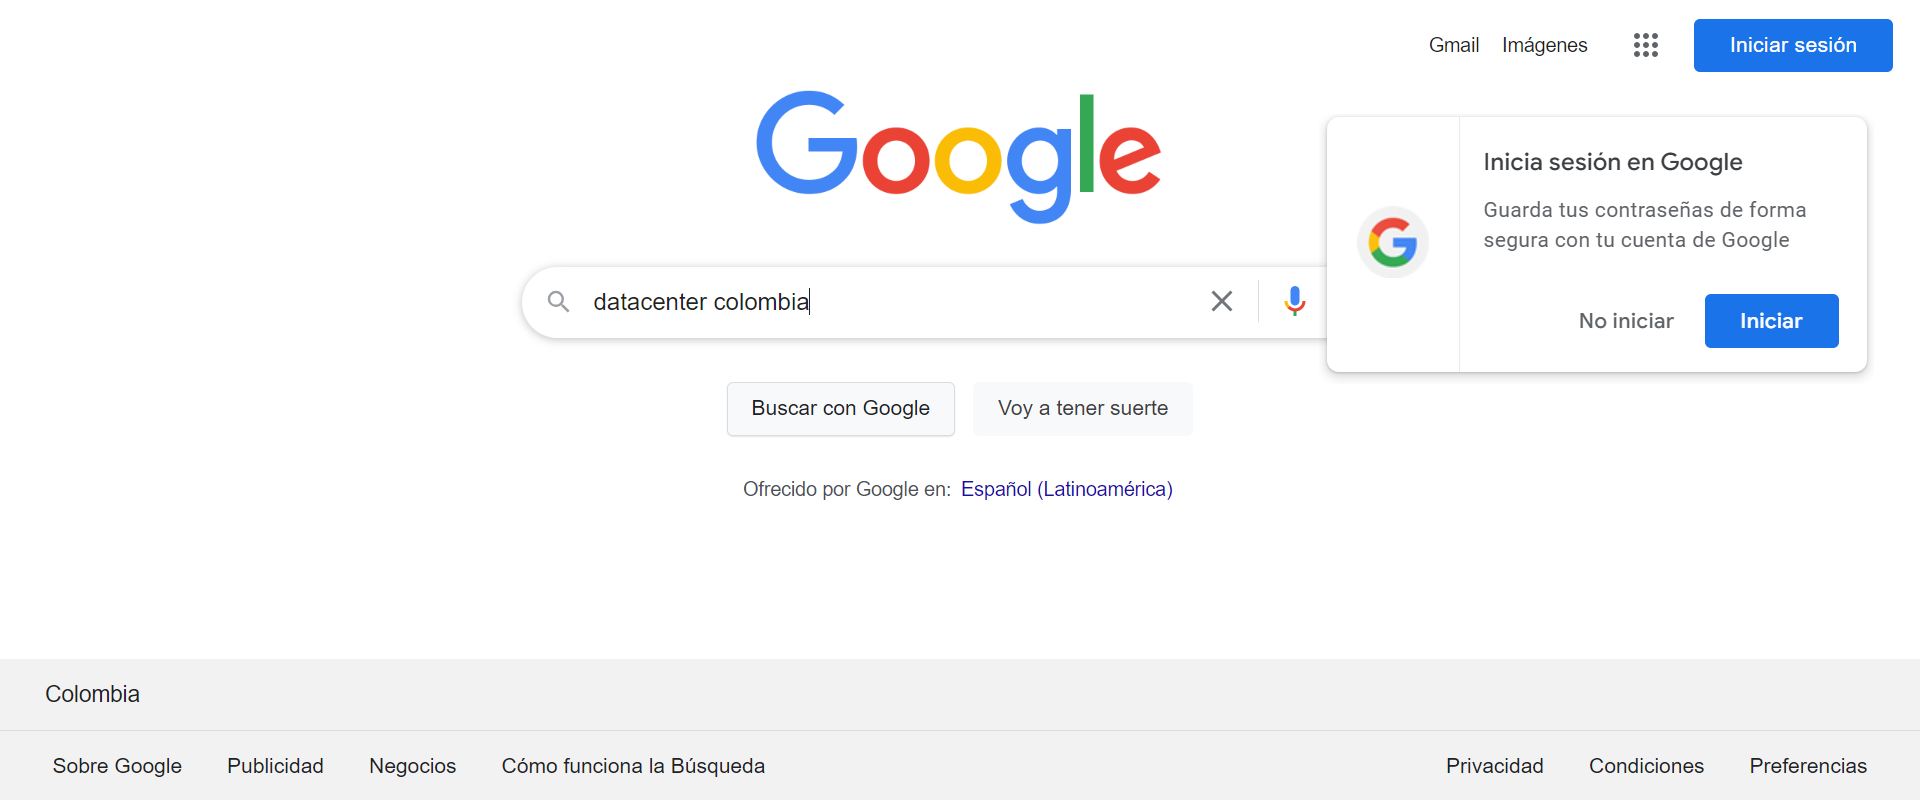 Gmail Imágenes Iniciar sesión
Google
Inicia sesión en Google
Guarda tus contraseñas de forma
segura con tu cuenta de Google
No iniciar Iniciar
datacenter colombia
Buscar con Google Voy a tener suerte
Ofrecido por Google en: Español (Latinoamérica)
Colombia
Sobre Google Publicidad Negocios Cómo funciona la Búsqueda Privacidad Condiciones Preferencias